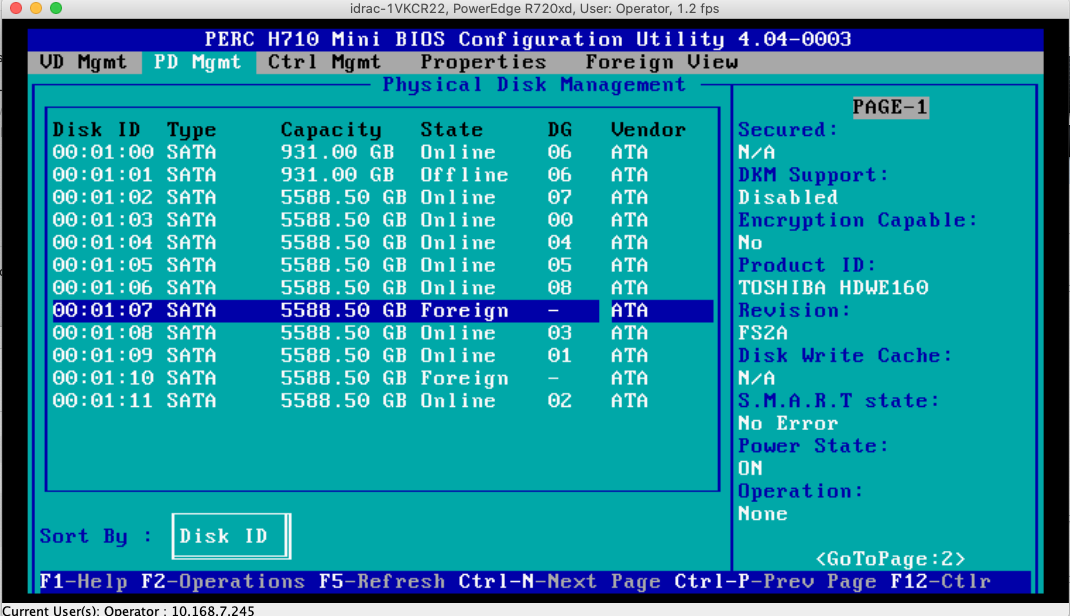 idrac-1VKCR22, PowerEdge R720xd, User: Operator, 1.2 fps
PERC H710 Mini BIOS Configuration Utility 4.04-0003
VD Mgmt PD Mgmt Ctrl Mgmt Properties Foreign View
Physical Disk Management
Disk ID Type Capacity State DG Vendor
00:01:00 SATA 931.00 GB Online 06 ATA
00:01:01 SATA 931.00 GB Offline 06 ATA
00:01:02 SATA 5588.50 GB Online 07 ATA
00:01:03 SATA 5588.50 GB Online 00 ATA
00:01:04 SATA 5588.50 GB Online 04 ATA
00:01:05 SATA 5588.50 GB Online 05 ATA
00:01:06 SATA 5588.50 GB Online 08 ATA
00:01:07 SATA 5588.50 GB Foreign - ATA
00:01:08 SATA 5588.50 GB Online 03 ATA
00:01:09 SATA 5588.50 GB Online 01 ATA
00:01:10 SATA 5588.50 GB Foreign - ATA
00:01:11 SATA 5588.50 GB Online 02 ATA
Sort By : Disk ID
PAGE-1
Secured:
N/A
DKM Support:
Disabled
Encryption Capable:
No
Product ID:
TOSHIBA HDWE160
Revision:
FS2A
Disk Write Cache:
N/A
S.M.A.R.T state:
No Error
Power State:
ON
Operation:
None
<GoToPage:2>
F1-Help F2-Operations F5-Refresh Ctrl-N-Next Page Ctrl-P-Prev Page F12-Ctlr
Current User(s): Operator : 10.168.7.245